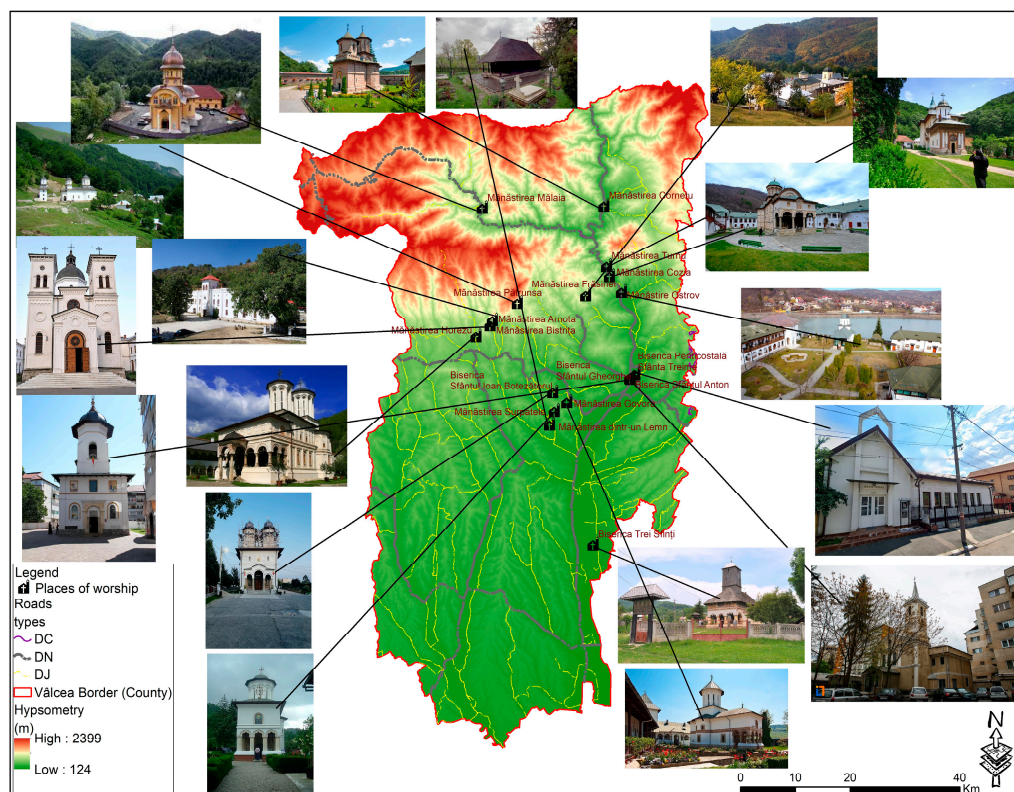 Mănăstirea Mălaia
Mănăstirea Cornetu
Mănăstirea Turnu
Mănăstirea Cozia
Mănăstirea Frăsinei
Mănăstire Ostrov
Mănăstirea Pătrunsa
Mănăstirea Arnota
Mănăstirea Horezu
Mănăstirea Bistrița
Biserica Penticostala
Sfânta Treime
Biserica
Sfântul Gheorghe
Biserica Sfântul Anton
Biserica
Sfântul Ioan Botezătorul
Mănăstirea Govora
Mănăstirea Surpatele
Mănăstirea dintr-un Lemn
Biserica Trei Sfinți
Legend
Places of worship
Roads
types
DC
DN
DJ
Vâlcea Border (County)
Hypsometry
(m)
High : 2399
Low : 124
N
0 10 20 40
Km